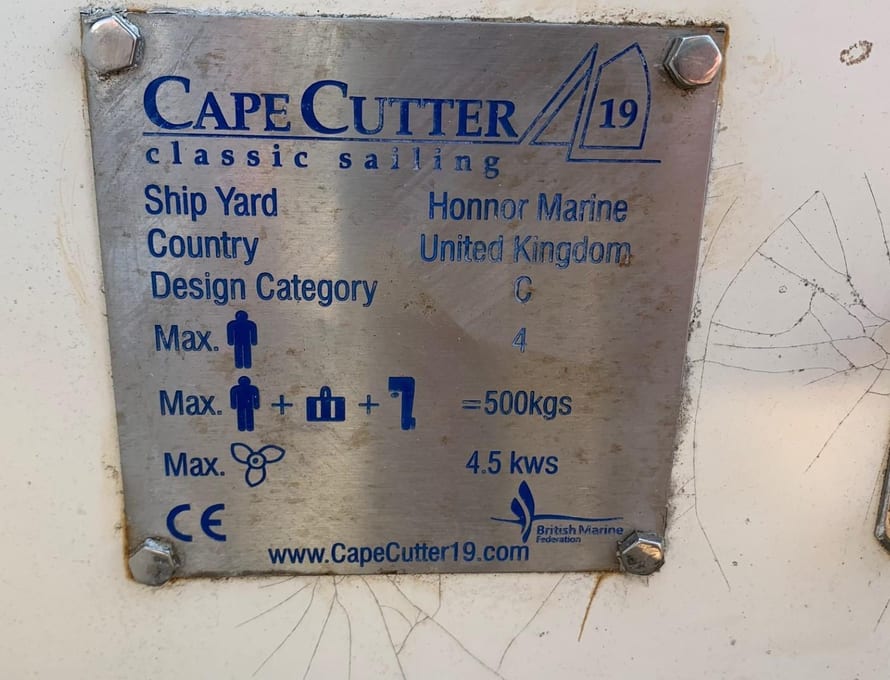 CAPE CUTTER 19
classic sailing
Ship Yard Honnor Marine
Country United Kingdom
Design Category C
Max. 4
Max. + + =500kgs
Max. 4.5 kws
CE
British Marine
Federation
www.CapeCutter19.com